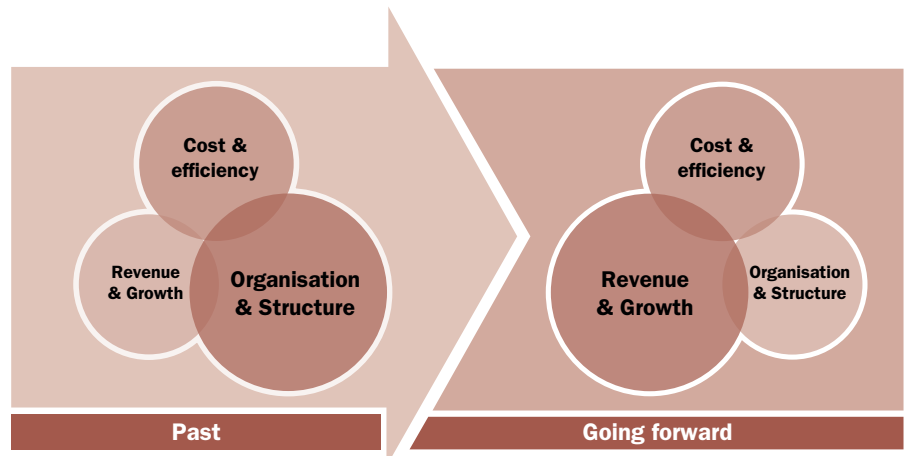 Cost &
efficiency
Revenue
& Growth
Organisation
& Structure
Past
Cost &
efficiency
Revenue
& Growth
Organisation
& Structure
Going forward